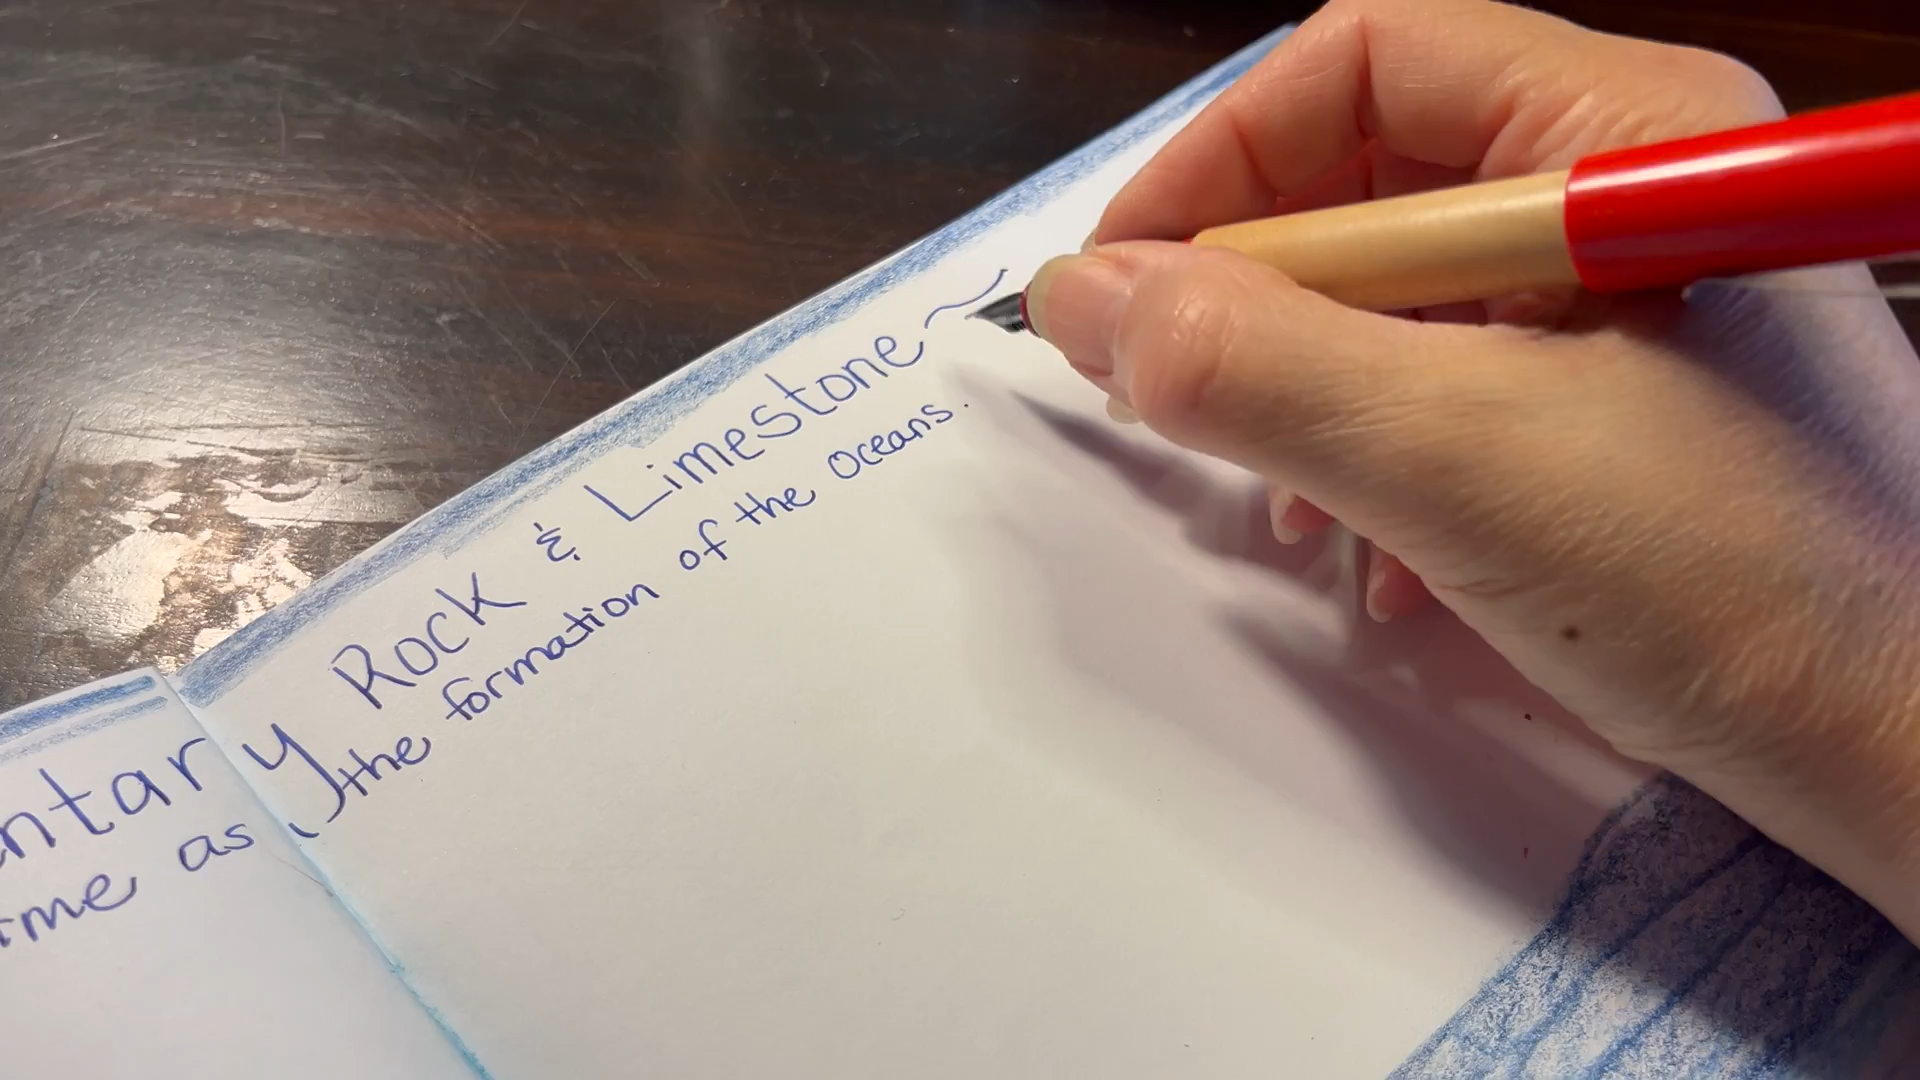 ntary Rock & Limestone ~
me as the formation of the oceans.